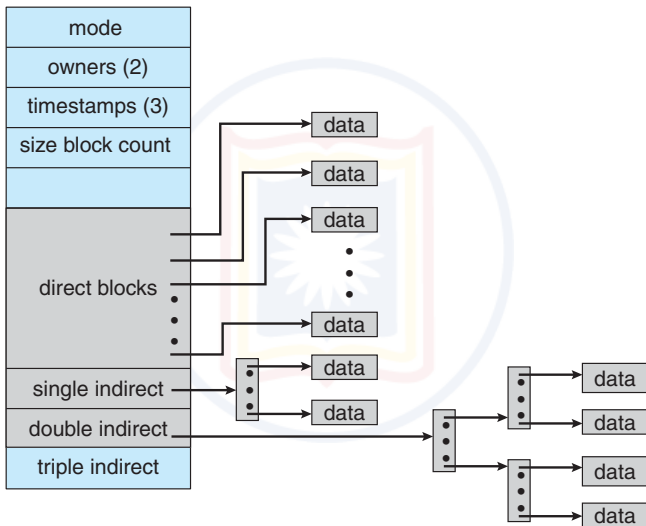 mode
owners (2)
timestamps (3)
size block count
data
data
data
direct blocks
data
single indirect
data
data
double indirect
data
data
triple indirect
data
data